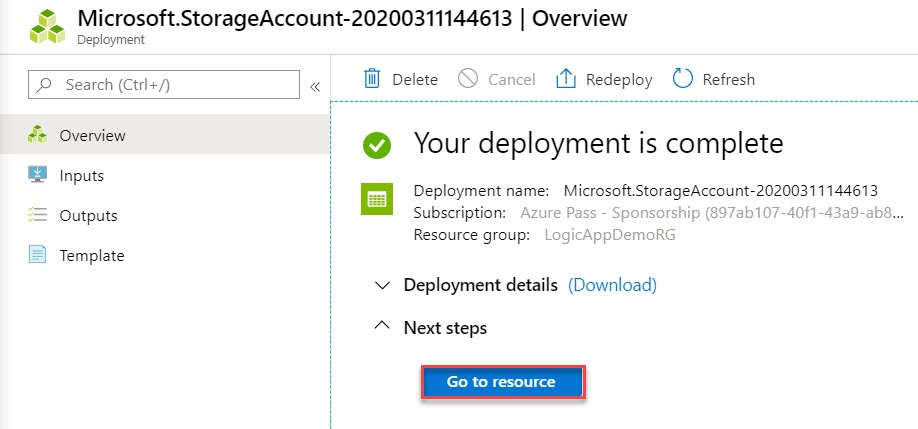 Microsoft.StorageAccount-20200311144613 | Overview
Deployment
Search (Ctrl+/)
«
Delete
Cancel
Redeploy
Refresh
Overview
Inputs
Outputs
Template
Your deployment is complete
Deployment name: Microsoft.StorageAccount-20200311144613
Subscription: Azure Pass - Sponsorship (897ab107-40f1-43a9-ab8...
Resource group: LogicAppDemoRG
Deployment details (Download)
Next steps
Go to resource